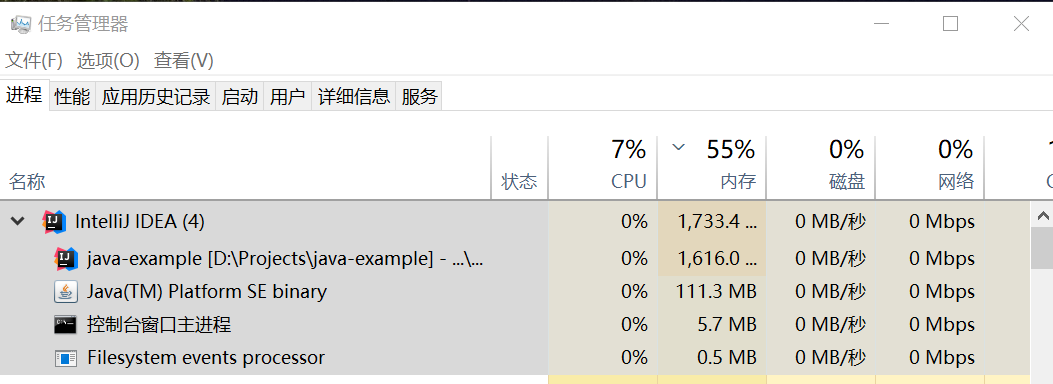 任务管理器
文件(F) 选项(O) 查看(V)
进程 性能 应用历史记录 启动 用户 详细信息 服务
7% 55% 0% 0%
名称 状态 CPU 内存 磁盘 网络
IntelliJ IDEA (4) 0% 1,733.4 ... 0 MB/秒 0 Mbps
java-example [D:\Projects\java-example] - ...\... 0% 1,616.0 ... 0 MB/秒 0 Mbps
Java(TM) Platform SE binary 0% 111.3 MB 0 MB/秒 0 Mbps
控制台窗口主进程 0% 5.7 MB 0 MB/秒 0 Mbps
Filesystem events processor 0% 0.5 MB 0 MB/秒 0 Mbps